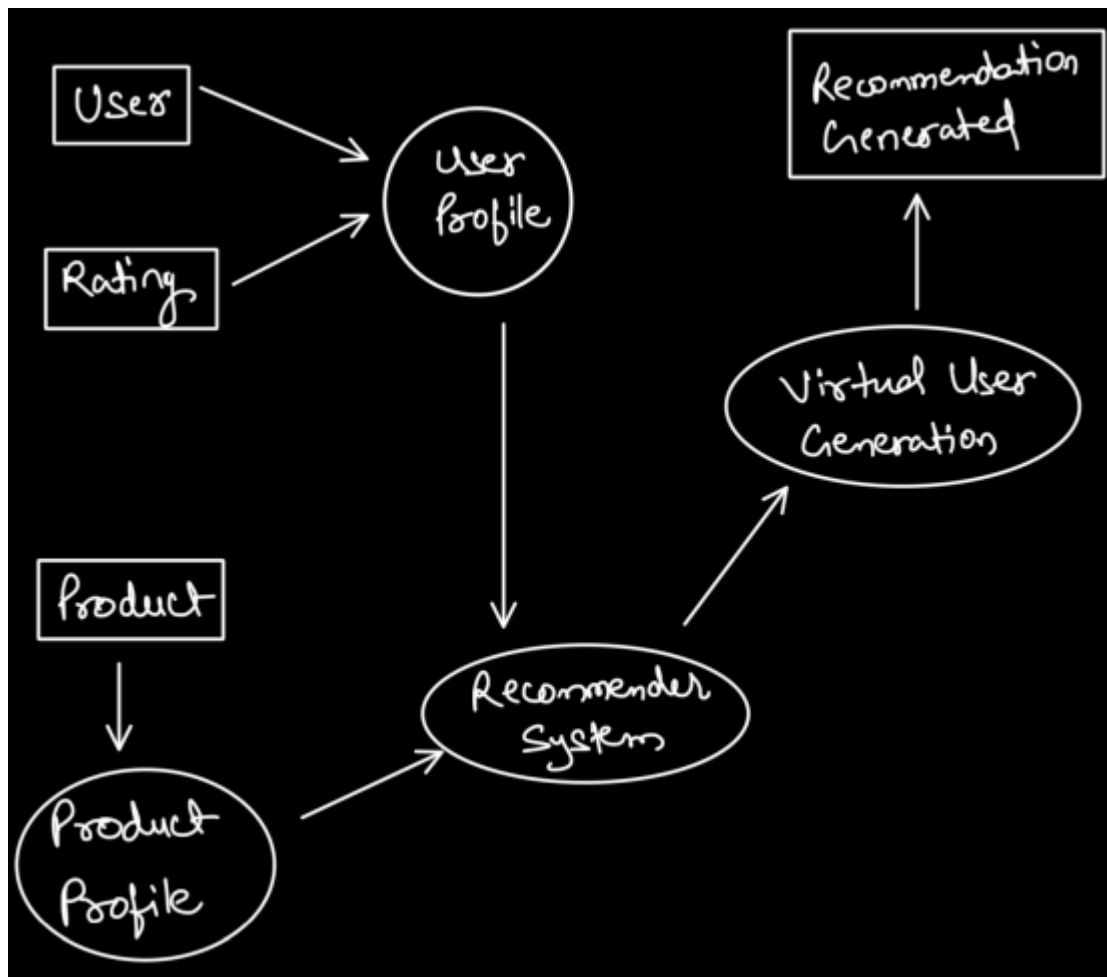 User
Rating
User
Profile
Product
Product
Profile
Recommender
System
Virtual User
Generation
Recommendation
Generated